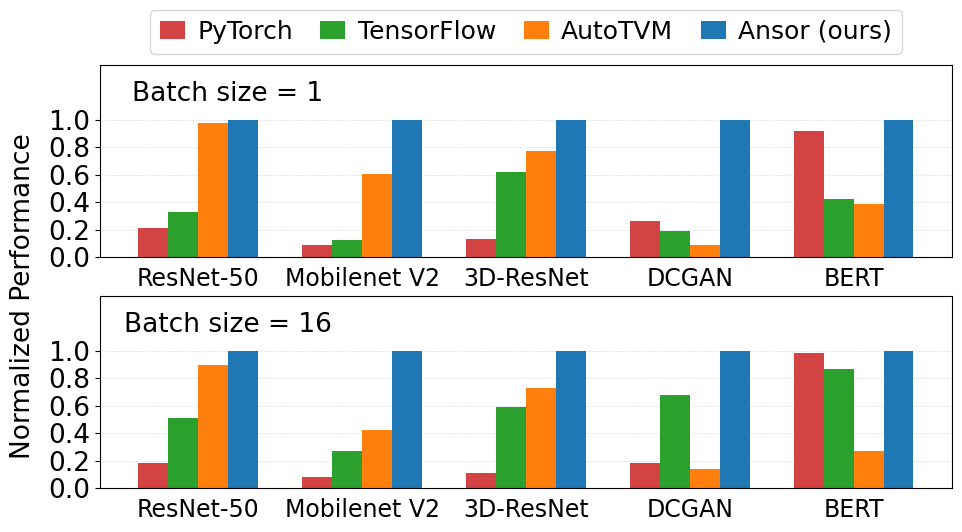 PyTorch TensorFlow AutoTVM Ansor (ours)
Normalized Performance
Batch size = 1
1.0
0.8
0.6
0.4
0.2
0.0
ResNet-50 Mobilenet V2 3D-ResNet DCGAN BERT
Batch size = 16
1.0
0.8
0.6
0.4
0.2
0.0
ResNet-50 Mobilenet V2 3D-ResNet DCGAN BERT